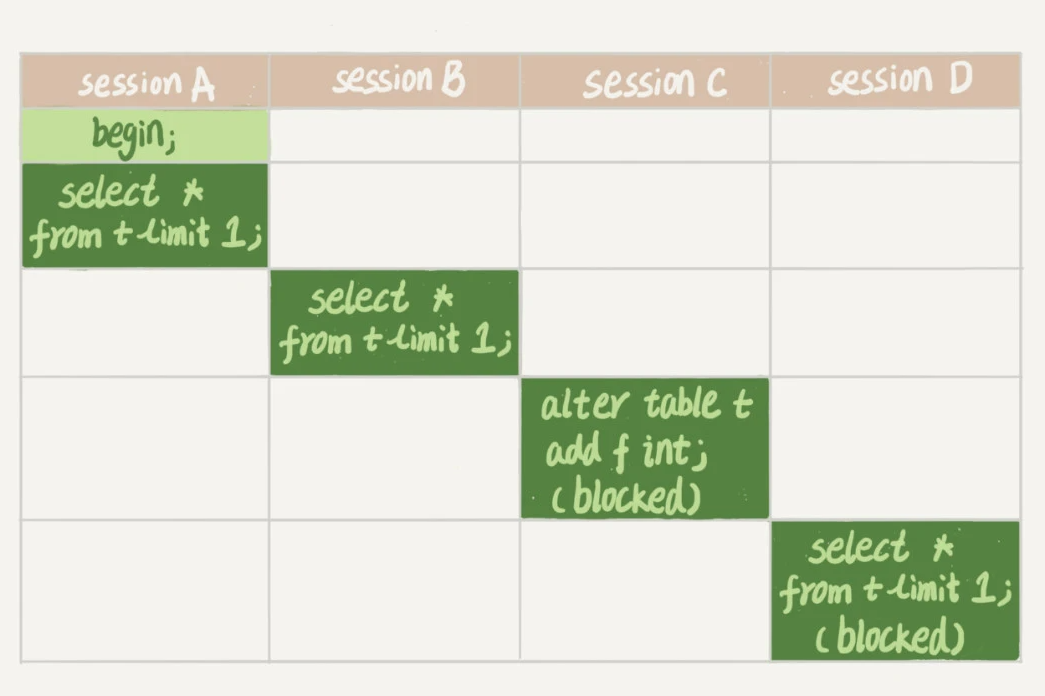 session A
session B
session C
session D
begin;
select *
from t limit 1;
select *
from t limit 1;
alter table t
add f int;
(blocked)
select *
from t limit 1;
(blocked)